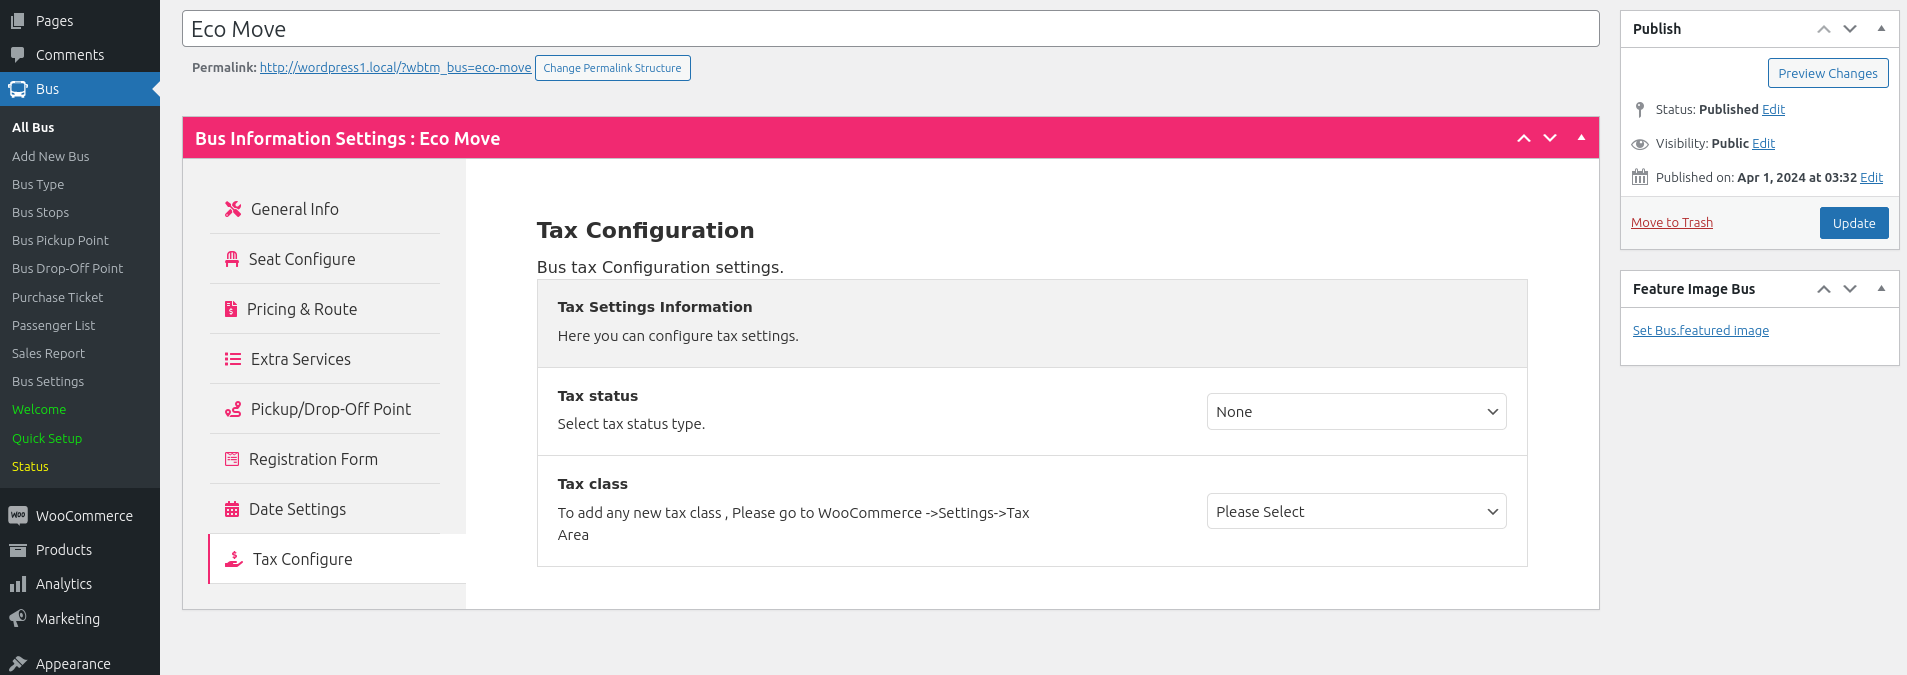 Pages
Comments
Bus
All Bus
Add New Bus
Bus Type
Bus Stops
Bus Pickup Point
Bus Drop-Off Point
Purchase Ticket
Passenger List
Sales Report
Bus Settings
Welcome
Quick Setup
Status
WOO WooCommerce
Products
Analytics
Marketing
Appearance
Eco Move
Permalink: http://wordpress1.local/?wbtm_bus=eco-move Change Permalink Structure
Bus Information Settings : Eco Move
General Info
Seat Configure
Pricing & Route
Extra Services
Pickup/Drop-Off Point
Registration Form
Date Settings
Tax Configure
Tax Configuration
Bus tax Configuration settings.
Tax Settings Information
Here you can configure tax settings.
Tax status
Select tax status type.
None
Tax class
To add any new tax class , Please go to WooCommerce ->Settings->Tax
Area
Please Select
Publish
Preview Changes
Status: Published Edit
Visibility: Public Edit
Published on: Apr 1, 2024 at 03:32 Edit
Move to Trash
Update
Feature Image Bus
Set Bus.featured image